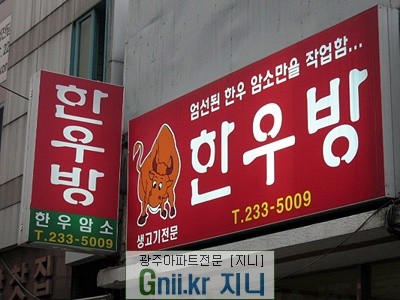 한우방
한우암소
T.233-5009
엄선된 한우 암소만을 작업함...
한우방
생고기전문
T.233-5009
광주아파트전문 [지니]
Gnii.kr 지니